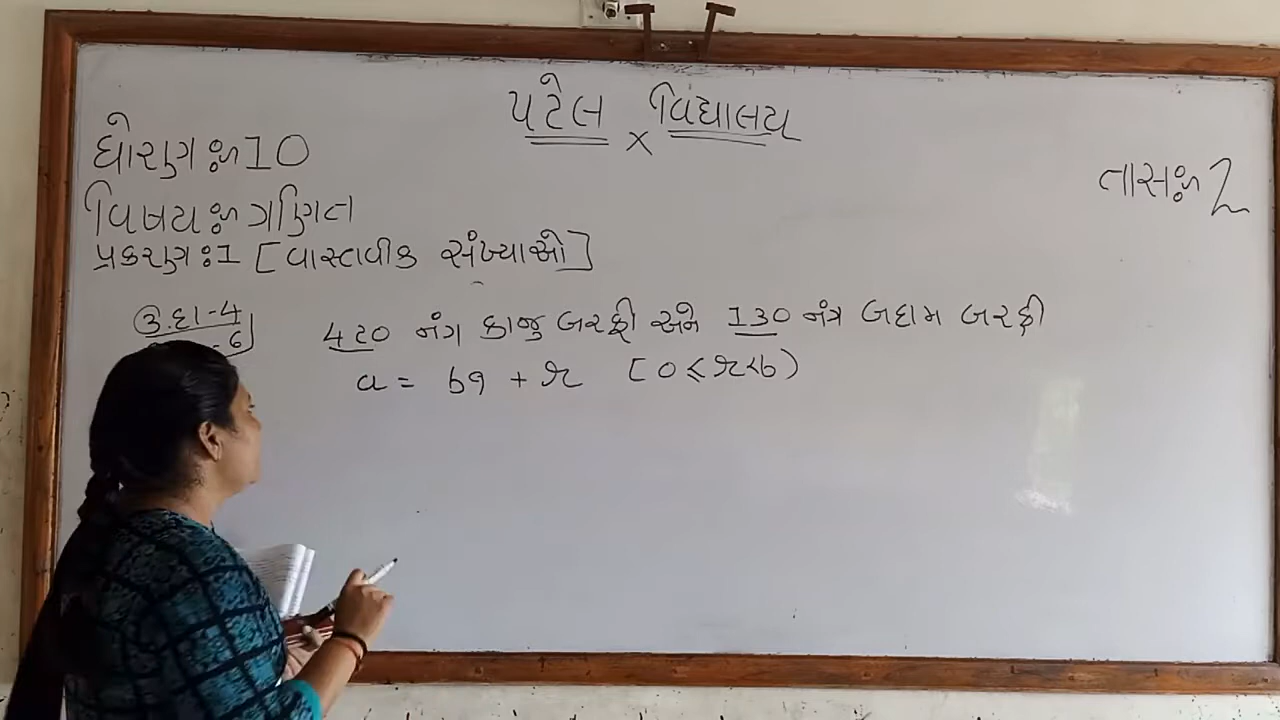 પટેલ × વિદ્યાલય
ધોરણ ઃ- 10
તાસઃ- 2
વિષય ઃ- ગણિત
પ્રકરણ ઃ 1 [વાસ્તવીક સંખ્યાઓ]
ઉ.દા-4
-6
420 નંગ કાજુ બરફી અને 130 નંગ બદામ બરફી
a = bq + r [0 ≤ r < b)